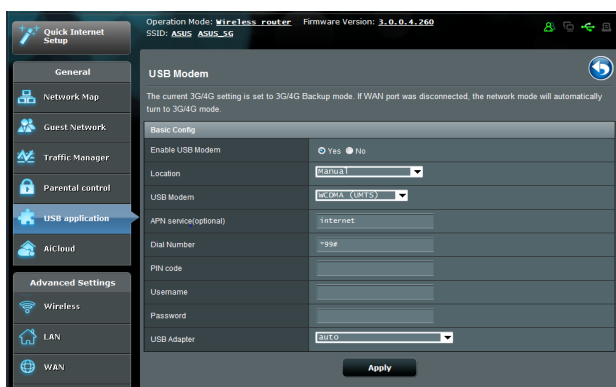 Quick Internet
Setup
Operation Mode: Wireless router Firmware Version: 3.0.0.4.260
SSID: ASUS ASUS_5G
General
Network Map
Guest Network
Traffic Manager
Parental control
USB application
AiCloud
Advanced Settings
Wireless
LAN
WAN
USB Modem
The current 3G/4G setting is set to 3G/4G Backup mode. If WAN port was disconnected, the network mode will automatically
turn to 3G/4G mode.
Basic Config
Enable USB Modem Yes No
Location Manual
USB Modem WCDMA (UMTS)
APN service(optional) internet
Dial Number *99#
PIN code
Username
Password
USB Adapter auto
Apply